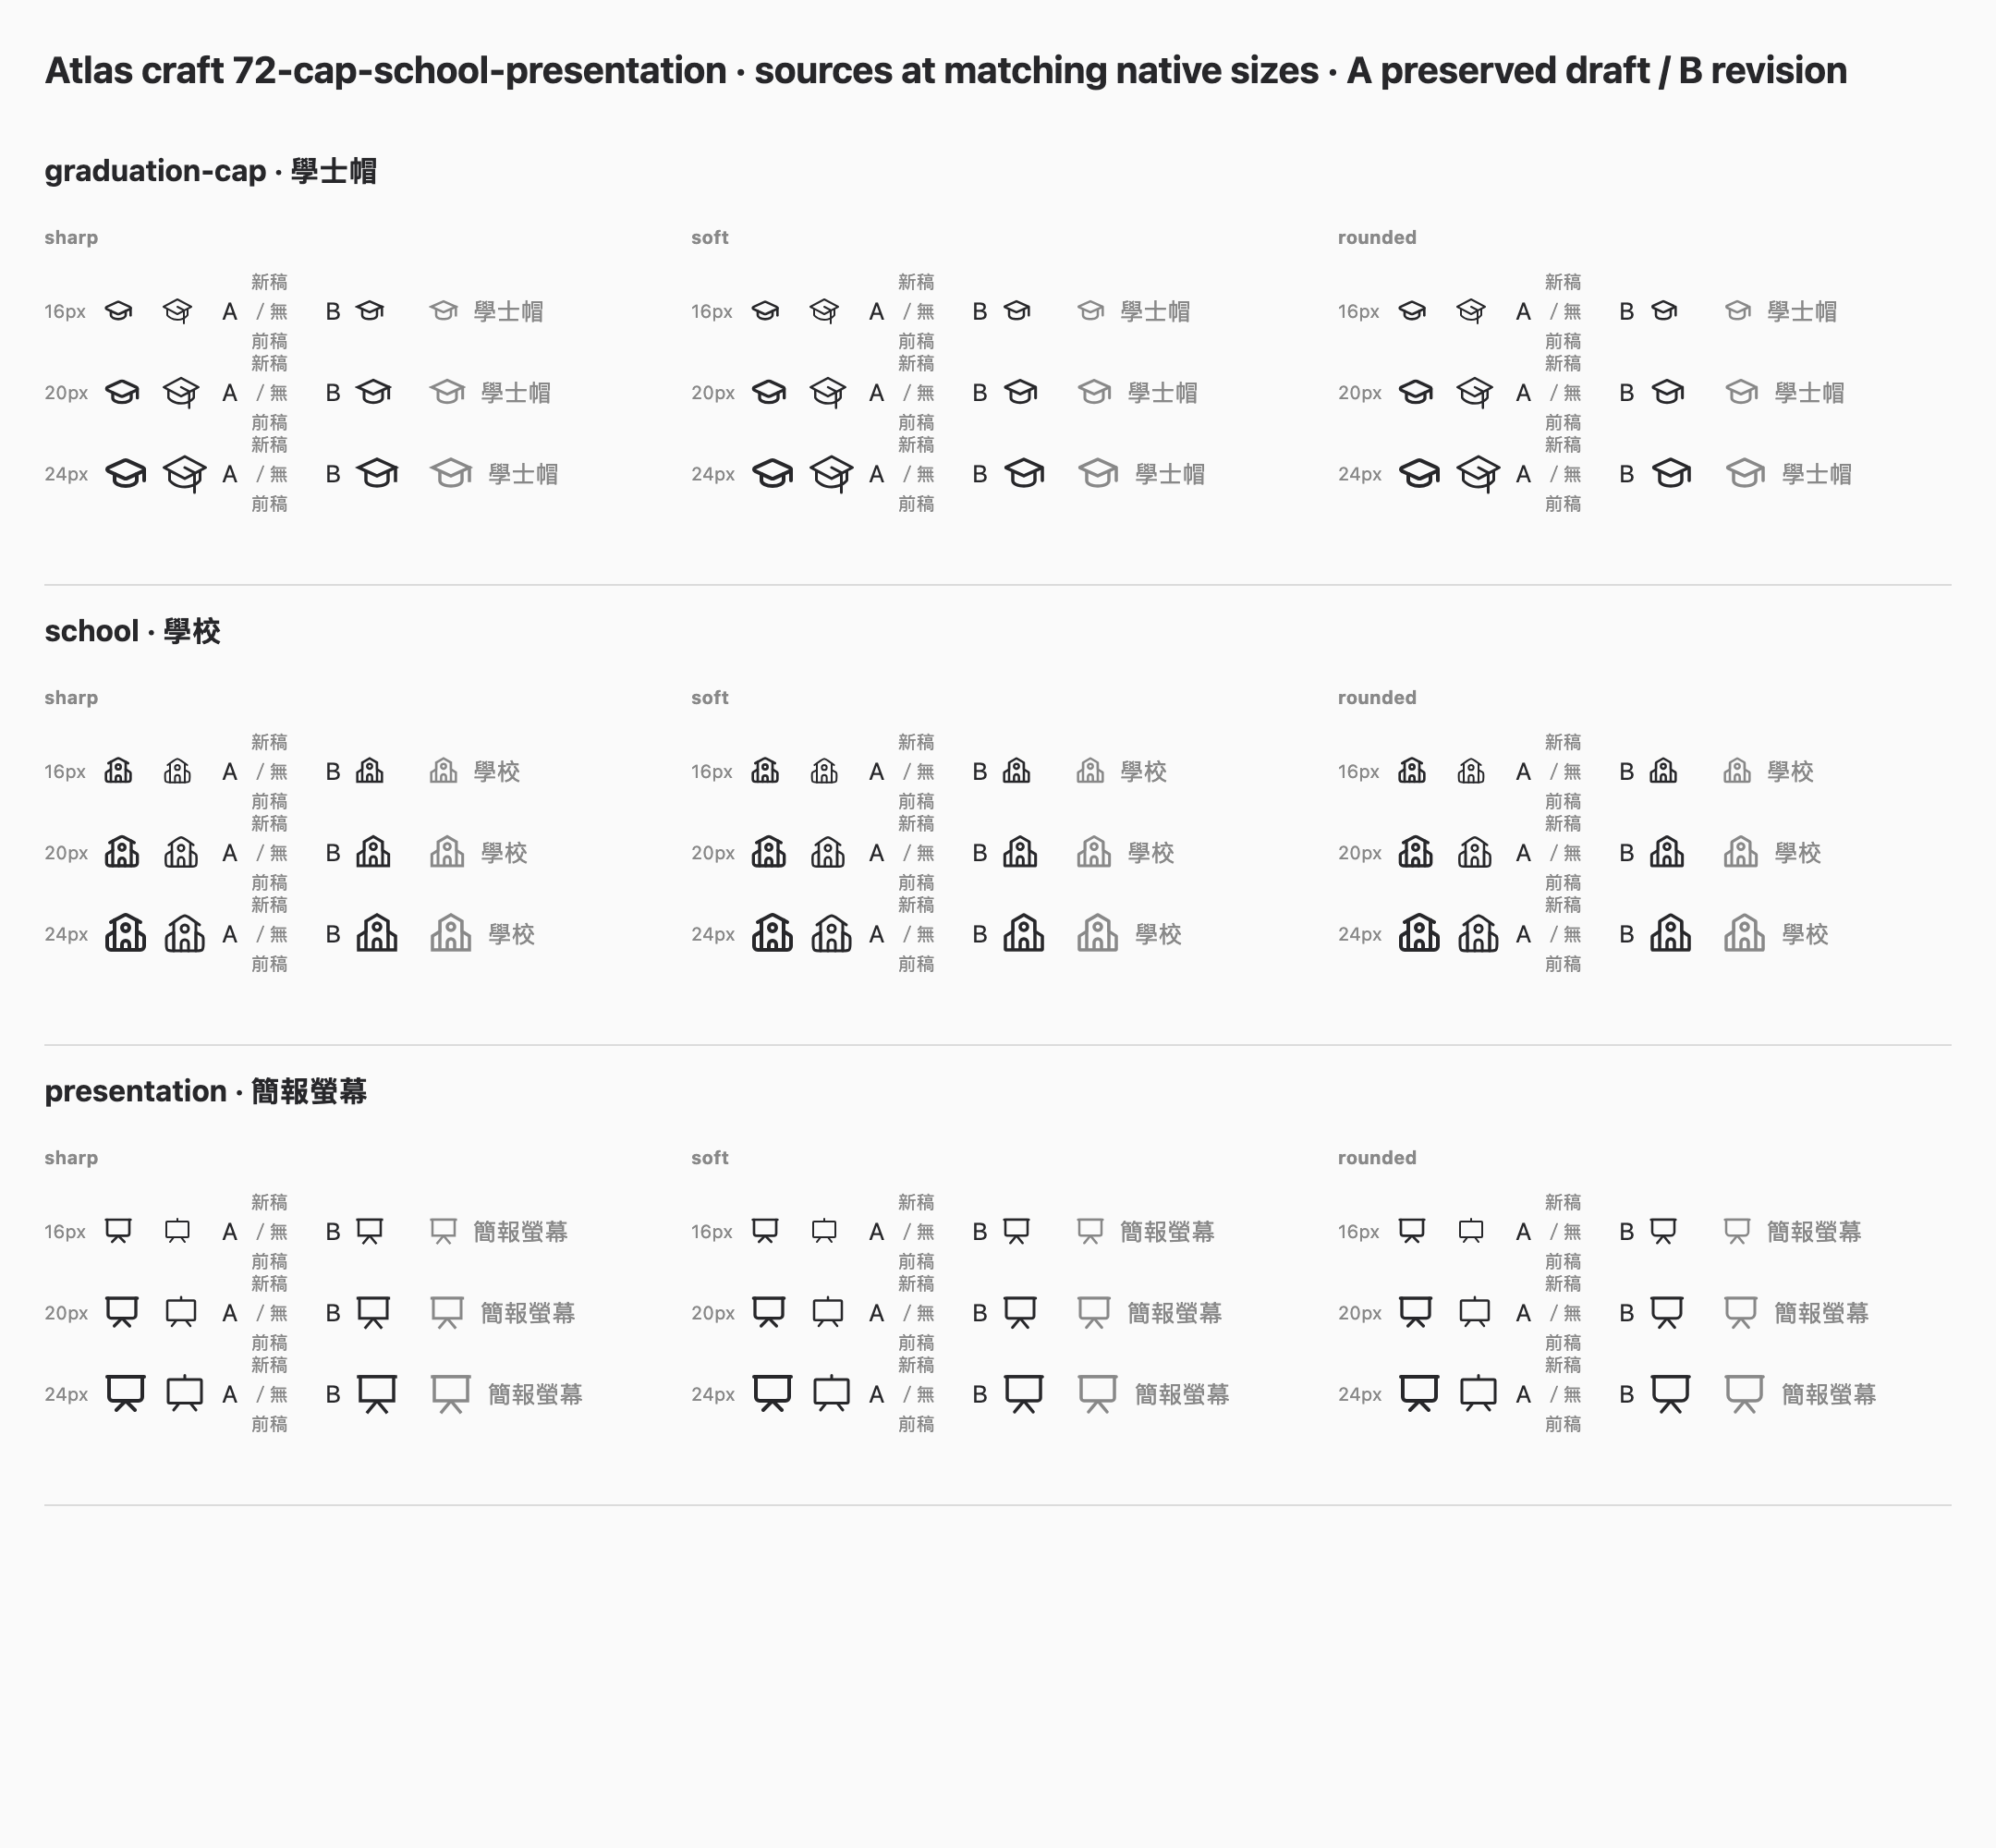 Atlas craft 72-cap-school-presentation · sources at matching native sizes · A preserved draft / B revision
graduation-cap · 學士帽
sharp
16px A 新稿 / 無 前稿 B 學士帽
20px A 新稿 / 無 前稿 B 學士帽
24px A 新稿 / 無 前稿 B 學士帽
soft
16px A 新稿 / 無 前稿 B 學士帽
20px A 新稿 / 無 前稿 B 學士帽
24px A 新稿 / 無 前稿 B 學士帽
rounded
16px A 新稿 / 無 前稿 B 學士帽
20px A 新稿 / 無 前稿 B 學士帽
24px A 新稿 / 無 前稿 B 學士帽
school · 學校
sharp
16px A 新稿 / 無 前稿 B 學校
20px A 新稿 / 無 前稿 B 學校
24px A 新稿 / 無 前稿 B 學校
soft
16px A 新稿 / 無 前稿 B 學校
20px A 新稿 / 無 前稿 B 學校
24px A 新稿 / 無 前稿 B 學校
rounded
16px A 新稿 / 無 前稿 B 學校
20px A 新稿 / 無 前稿 B 學校
24px A 新稿 / 無 前稿 B 學校
presentation · 簡報螢幕
sharp
16px A 新稿 / 無 前稿 B 簡報螢幕
20px A 新稿 / 無 前稿 B 簡報螢幕
24px A 新稿 / 無 前稿 B 簡報螢幕
soft
16px A 新稿 / 無 前稿 B 簡報螢幕
20px A 新稿 / 無 前稿 B 簡報螢幕
24px A 新稿 / 無 前稿 B 簡報螢幕
rounded
16px A 新稿 / 無 前稿 B 簡報螢幕
20px A 新稿 / 無 前稿 B 簡報螢幕
24px A 新稿 / 無 前稿 B 簡報螢幕